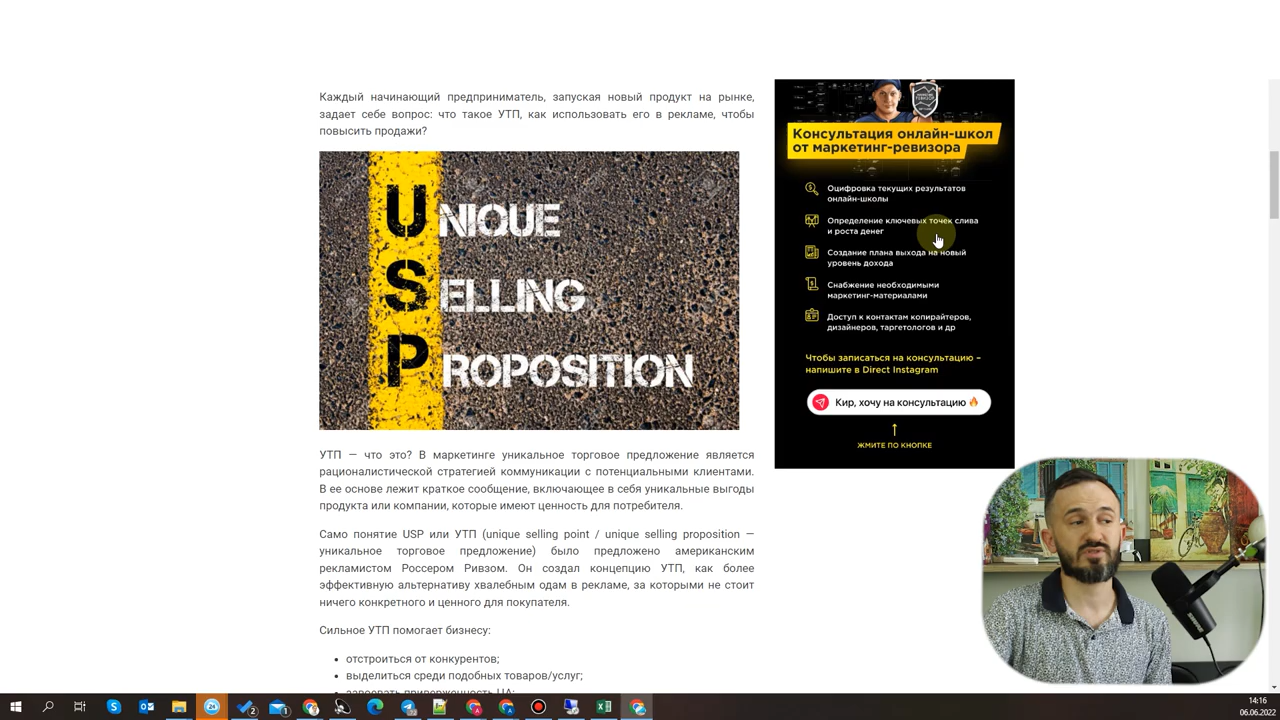 Каждый начинающий предприниматель, запуская новый продукт на рынке,
задает себе вопрос: что такое УТП, как использовать его в рекламе, чтобы
повысить продажи?
UNIQUE
SELLING
PROPOSITION
УТП — что это? В маркетинге уникальное торговое предложение является
рационалистической стратегией коммуникации с потенциальными клиентами.
В ее основе лежит краткое сообщение, включающее в себя уникальные выгоды
продукта или компании, которые имеют ценность для потребителя.
Само понятие USP или УТП (unique selling point / unique selling proposition —
уникальное торговое предложение) было предложено американским
рекламистом Россером Ривзом. Он создал концепцию УТП, как более
эффективную альтернативу хвалебным одам в рекламе, за которыми не стоит
ничего конкретного и ценного для покупателя.
Сильное УТП помогает бизнесу:
• отстроиться от конкурентов;
• выделиться среди подобных товаров/услуг;
• завоевать приверженность ЦА;
Консультация онлайн-школ
от маркетинг-ревизора
Оцифровка текущих результатов
онлайн-школы
Определение ключевых точек слива
и роста денег
Создание плана выхода на новый
уровень дохода
Снабжение необходимыми
маркетинг-материалами
Доступ к контактам копирайтеров,
дизайнеров, таргетологов и др
Чтобы записаться на консультацию –
напишите в Direct Instagram
Кир, хочу на консультацию
ЖМИТЕ ПО КНОПКЕ
14:16
06.06.2022